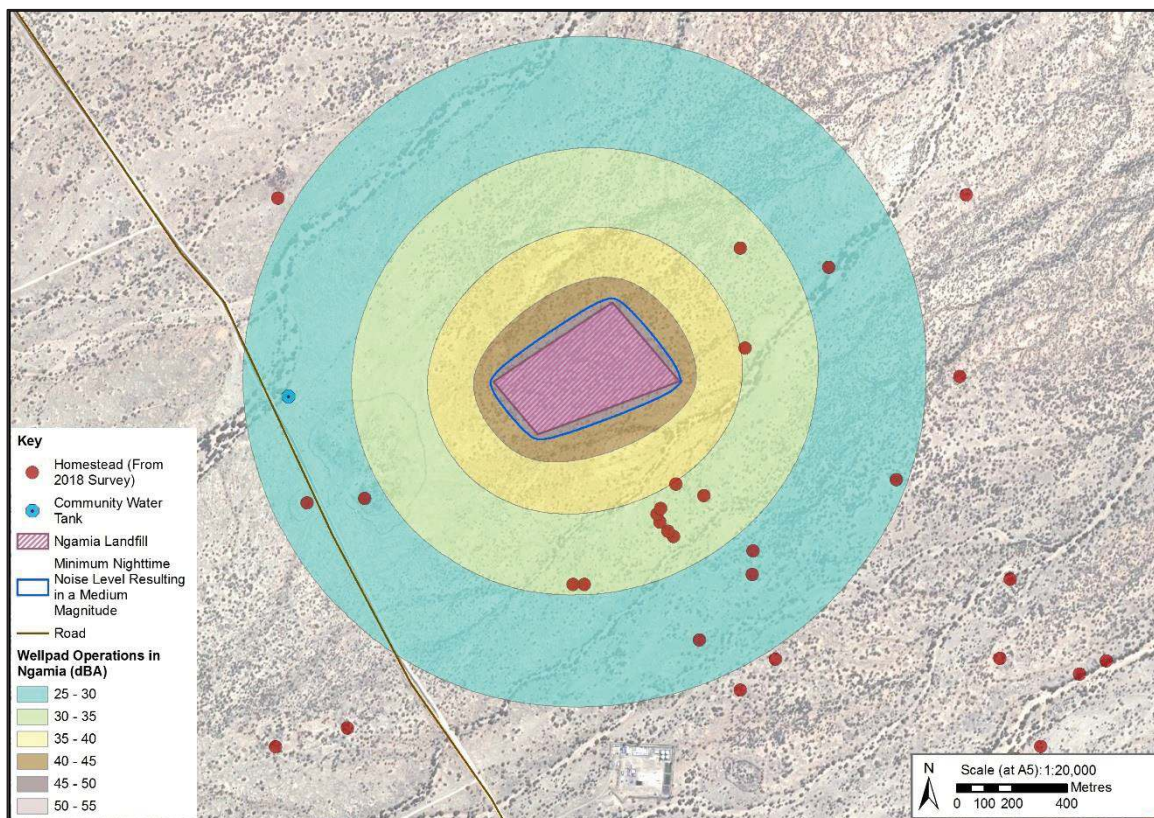 Key
Homestead (From
2018 Survey)
Community Water
Tank
Ngamia Landfill
Minimum Nighttime
Noise Level Resulting
in a Medium
Magnitude
Road
Wellpad Operations in
Ngamia (dBA)
25 - 30
30 - 35
35 - 40
40 - 45
45 - 50
50 - 55
N
Scale (at A5): 1:20,000
Metres
0 100 200 400